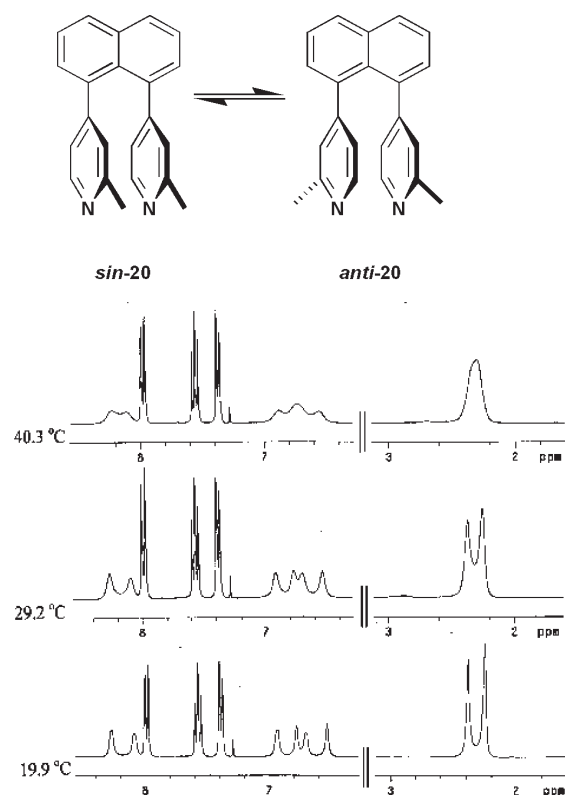 N N N N
sin-20 anti-20
40.3 °C
8 7 3 2 ppm
29.2 °C
8 7 3 2 ppm
19.9 °C
8 7 3 2 ppm